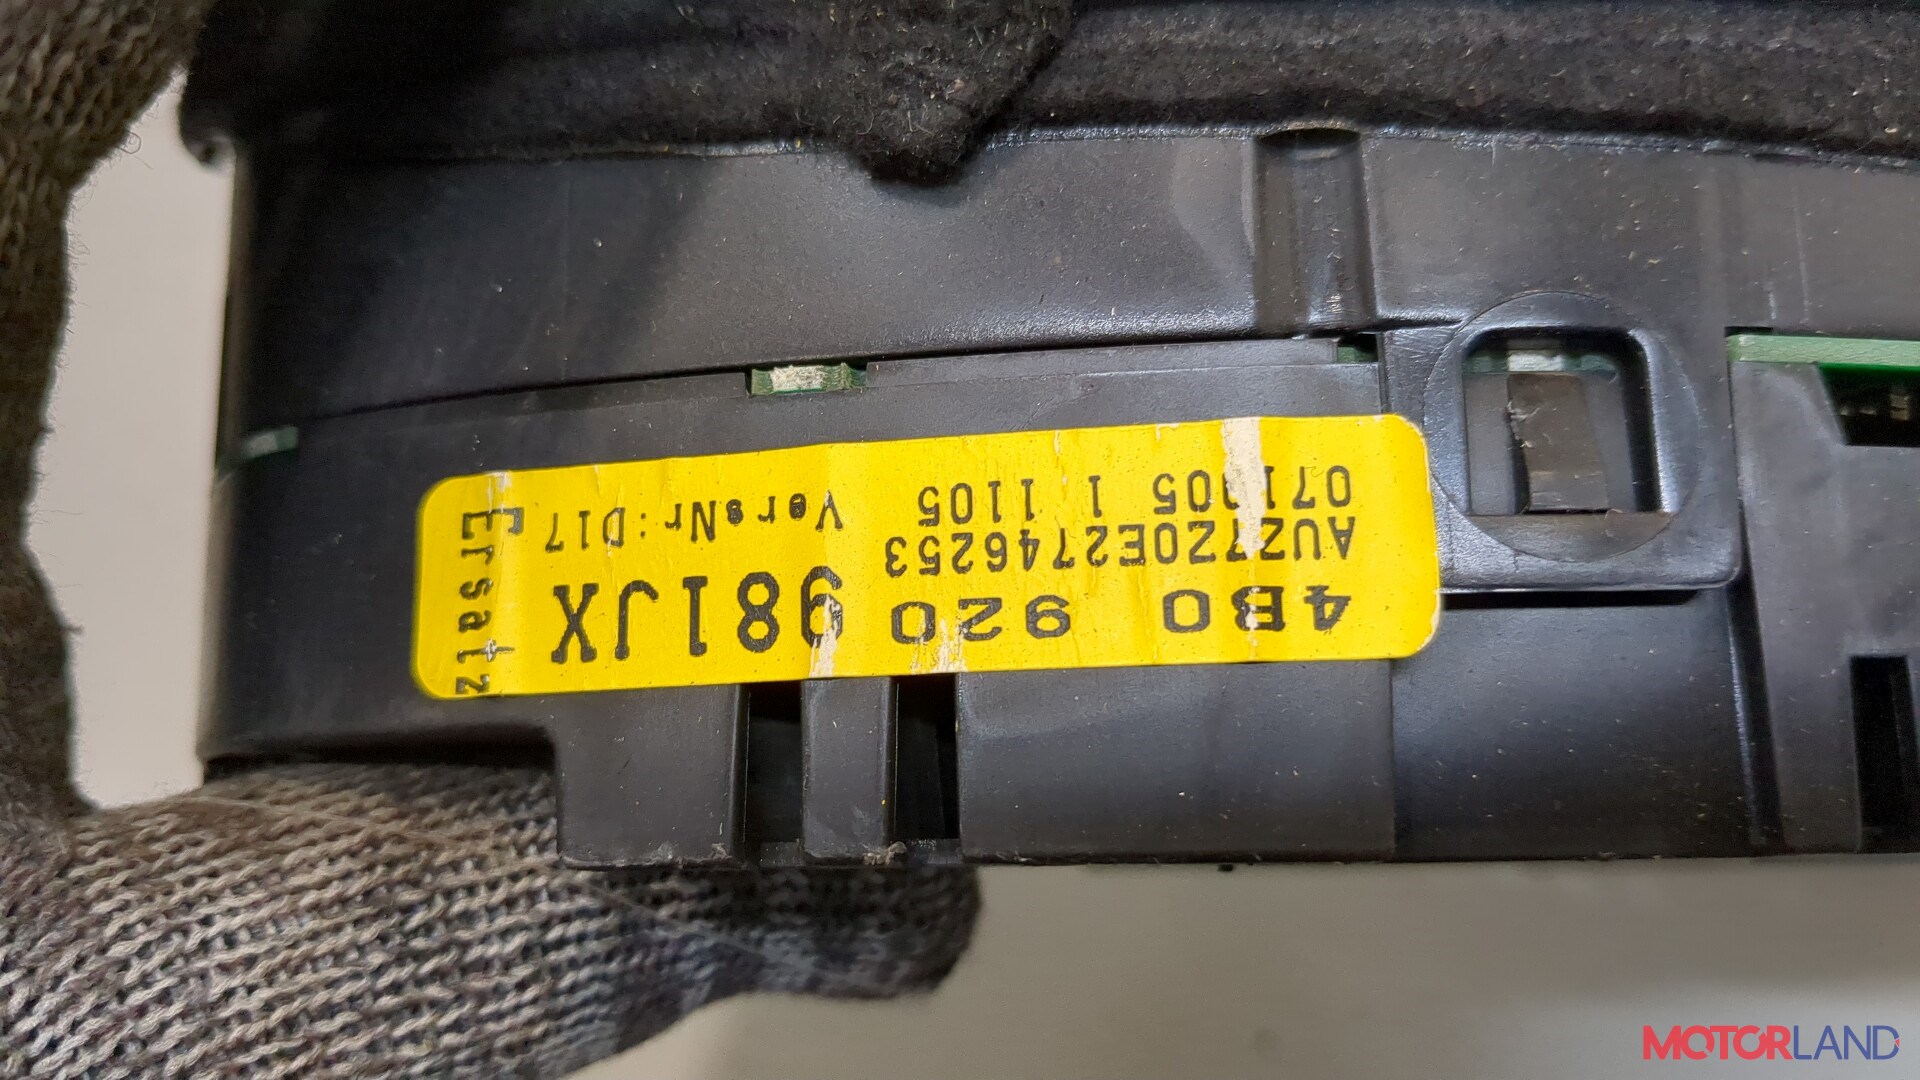 4B0 920 981JX
AUZ7Z0E2746253 VersNr:D17
071005 1 1105
Ersatz
MOTORLAND